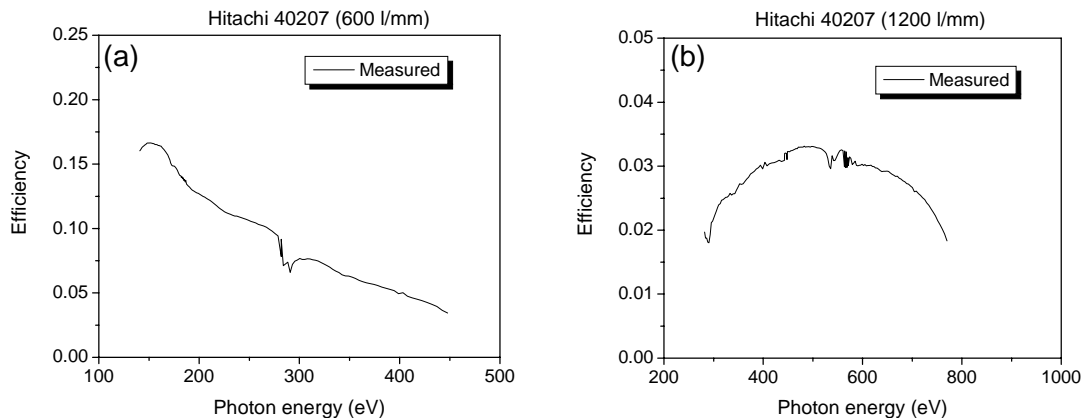 Hitachi 40207 (600 l/mm)
(a)
Measured
0.25
0.20
0.15
0.10
0.05
0.00
Efficiency
100 200 300 400 500
Photon energy (eV)
Hitachi 40207 (1200 l/mm)
(b)
Measured
0.05
0.04
0.03
0.02
0.01
0.00
Efficiency
200 400 600 800 1000
Photon energy (eV)